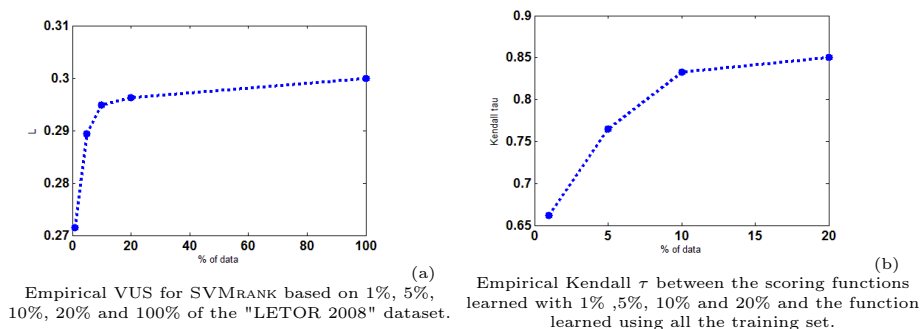 0.31
0.3
0.29
0.28
0.27
L
0
20
40
60
80
100
% of data
(a)
Empirical VUS for SVMRANK based on 1%, 5%,
10%, 20% and 100% of the "LETOR 2008" dataset.
0.85
0.8
0.75
0.7
0.65
Kendall tau
0
5
10
15
20
% of data
(b)
Empirical Kendall τ between the scoring functions
learned with 1% ,5%, 10% and 20% and the function
learned using all the training set.